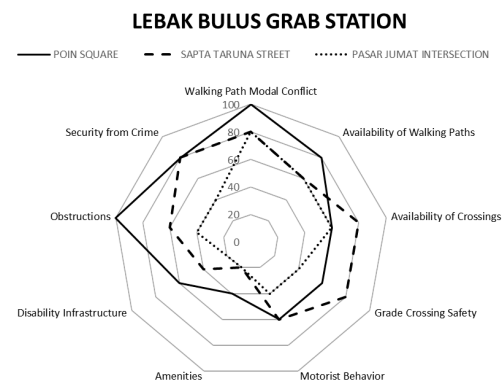 LEBAK BULUS GRAB STATION
POIN SQUARE SAPTA TARUNA STREET PASAR JUMAT INTERSECTION
Walking Path Modal Conflict
100
Security from Crime 80 Availability of Walking Paths
60
40
Obstructions 20 Availability of Crossings
0
Disability Infrastructure Grade Crossing Safety
Amenities Motorist Behavior